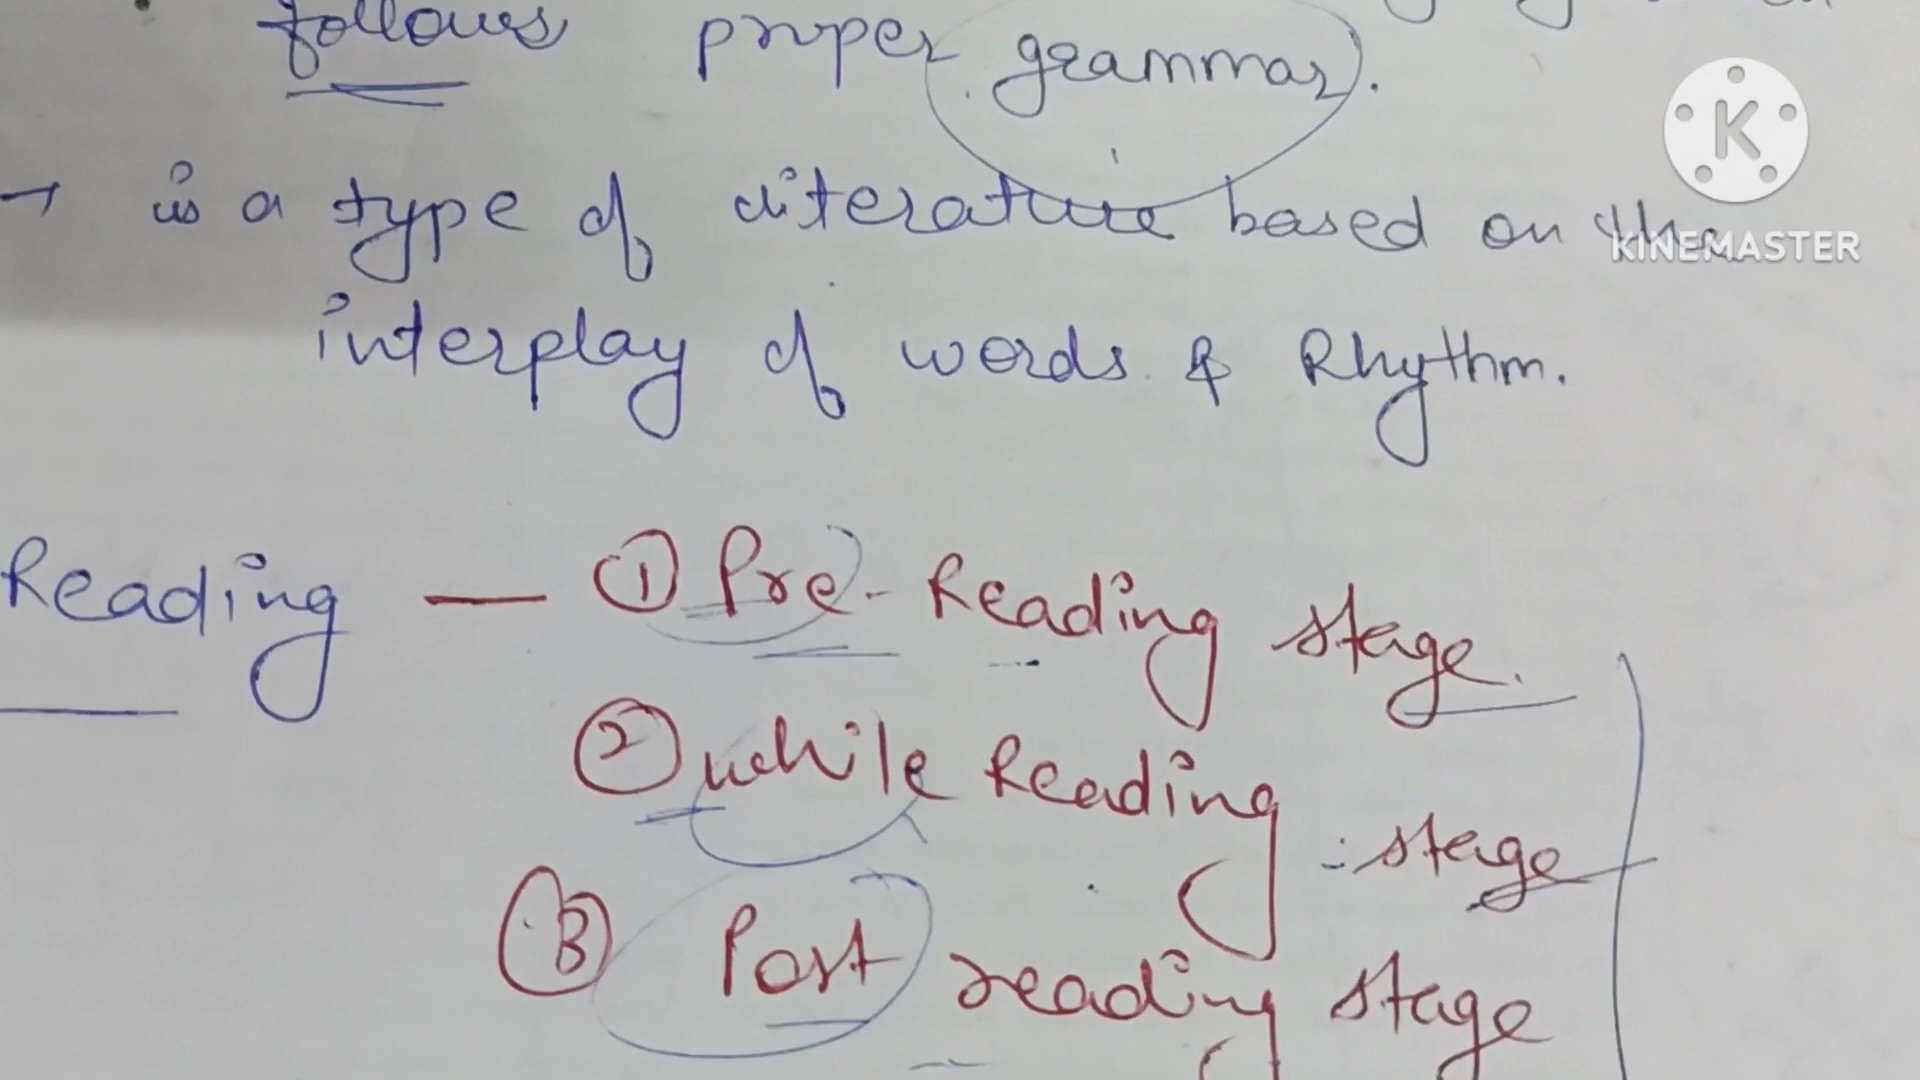 follows proper grammar.
→ is a type of literature based on the
interplay of words & Rhythm.
Reading — ① Pre-Reading stage.
② while Reading stage
③ Post reading stage
K
KINEMASTER